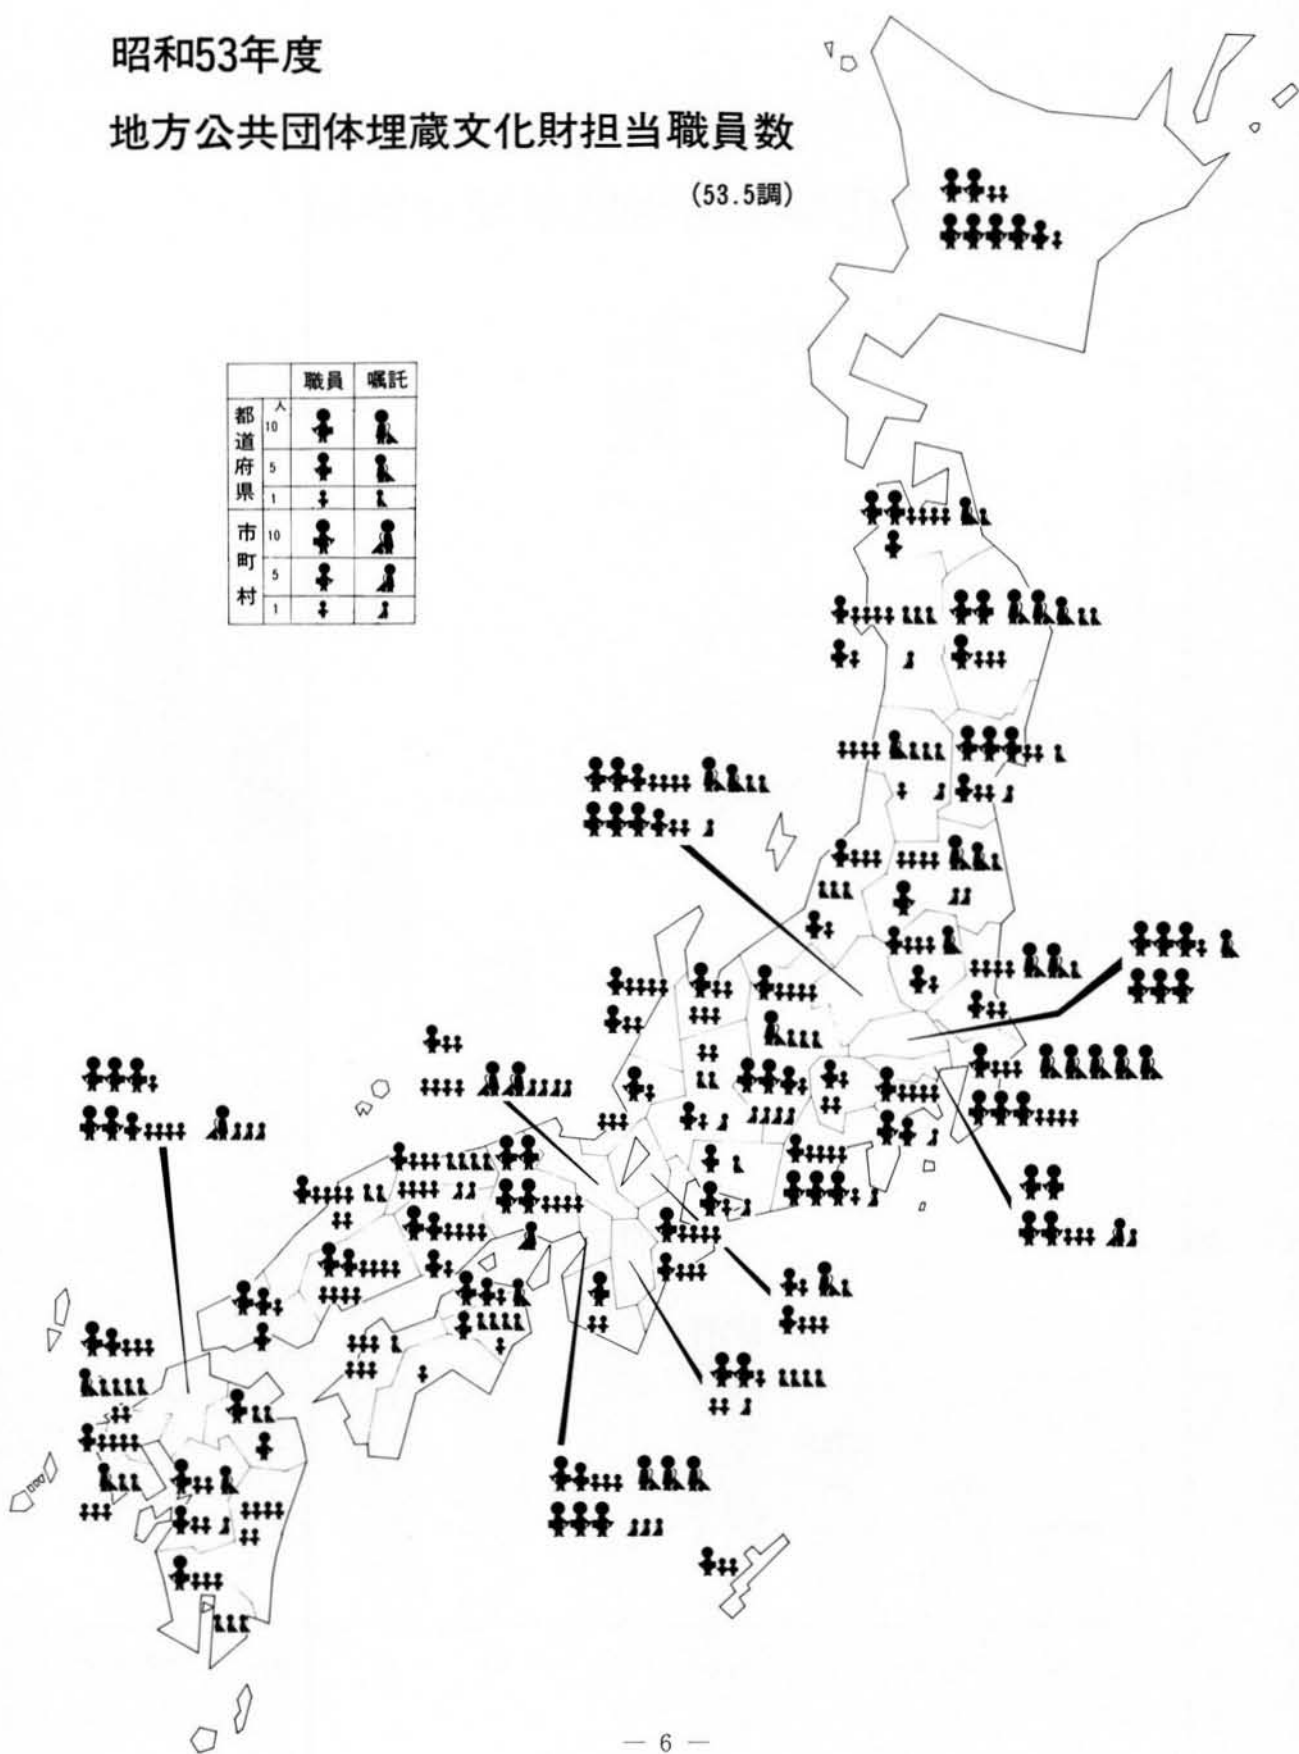 昭和53年度
地方公共団体埋蔵文化財担当職員数
(53.5調)
職員 嘱託
都道府県 人 10
5
1
市町村 10
5
1
— 6 —